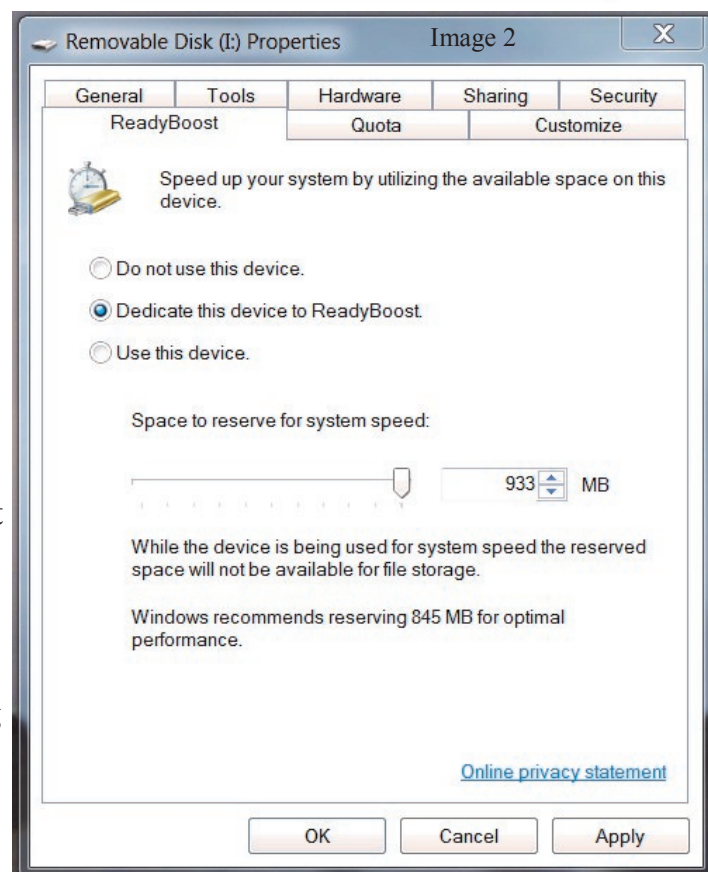 Removable Disk (I:) Properties
Image 2
X
General Tools Hardware Sharing Security
ReadyBoost Quota Customize
Speed up your system by utilizing the available space on this
device.
Do not use this device.
Dedicate this device to ReadyBoost.
Use this device.
Space to reserve for system speed:
933 MB
While the device is being used for system speed the reserved
space will not be available for file storage.
Windows recommends reserving 845 MB for optimal
performance.
Online privacy statement
OK Cancel Apply